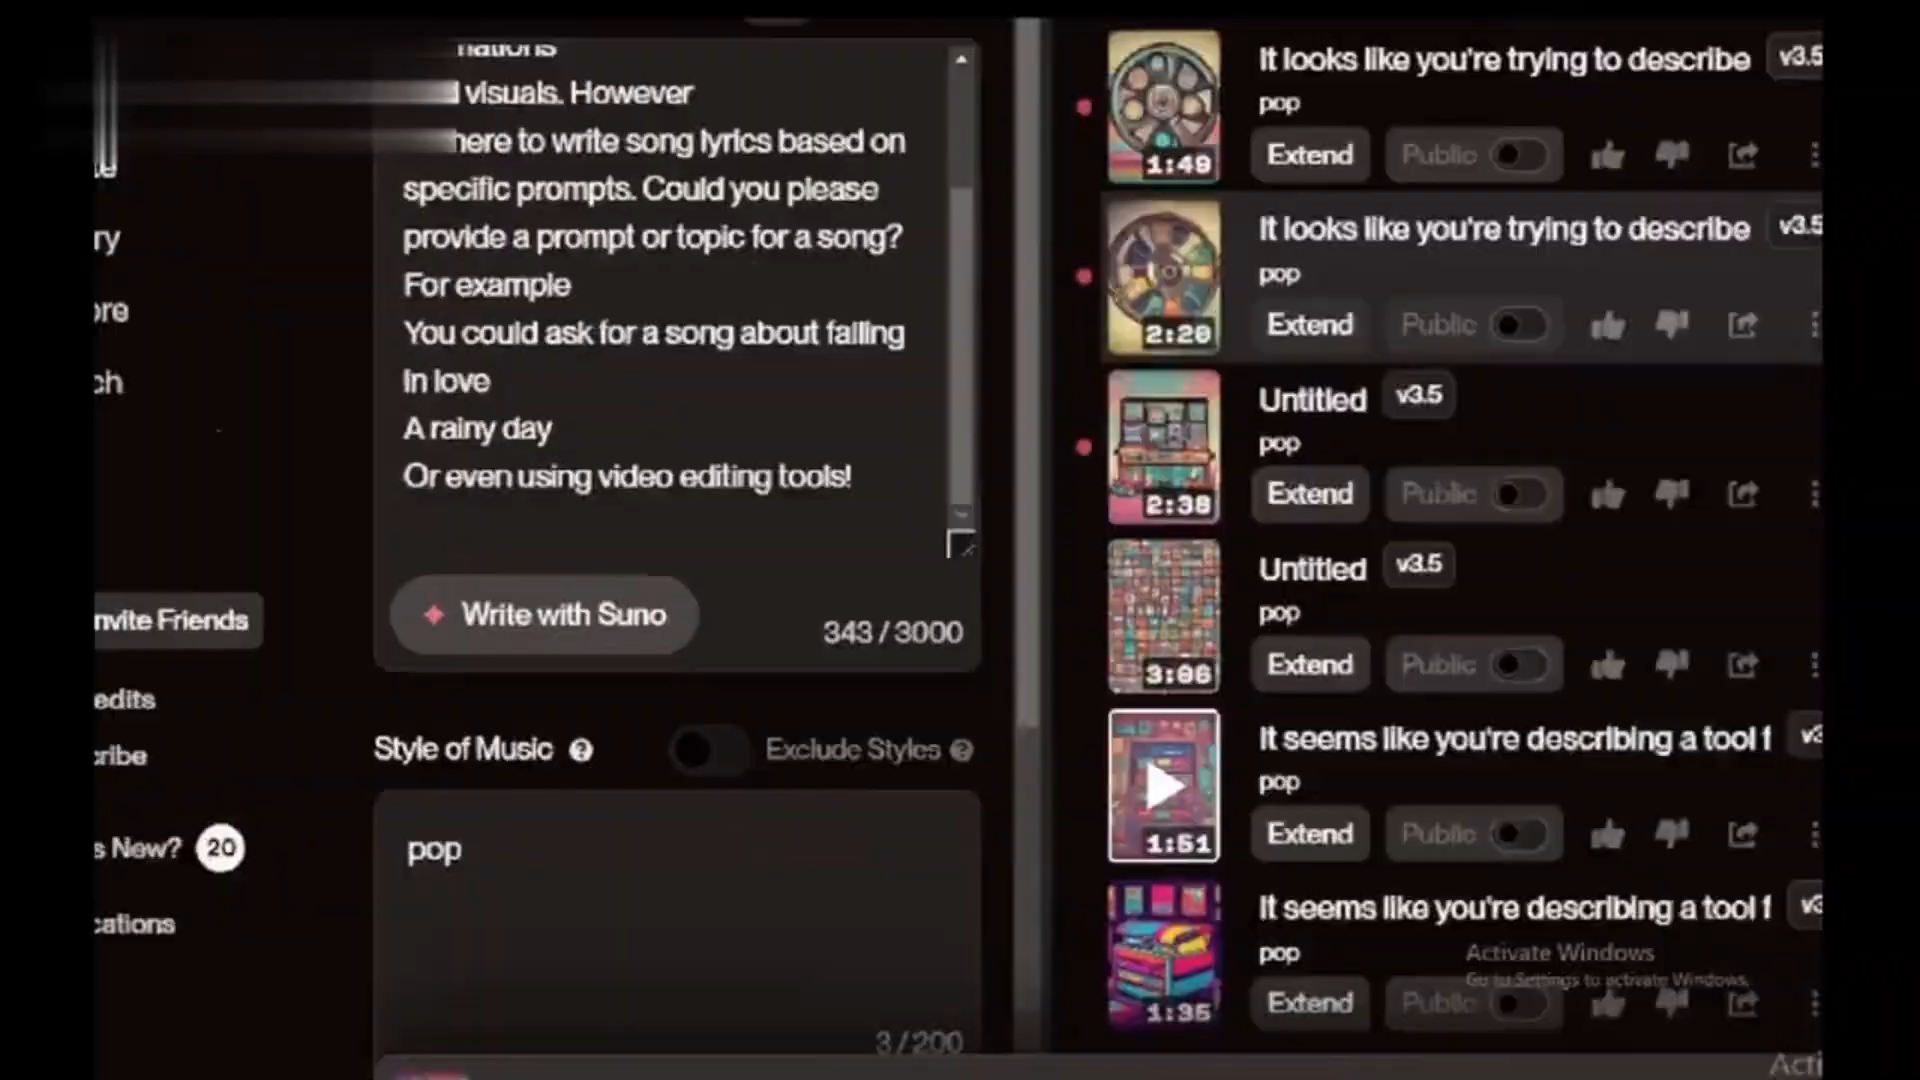 visuals. However
here to write song lyrics based on
specific prompts. Could you please
provide a prompt or topic for a song?
For example
You could ask for a song about falling
In love
A rainy day
Or even using video editing tools!
Write with Suno
343 / 3000
Style of Music
Exclude Styles
pop
3 / 200
nvite Friends
edits
s New? 20
It looks like you're trying to describe v3.5
pop
Extend Public
1:49
It looks like you're trying to describe v3.5
pop
Extend Public
2:20
Untitled v3.5
pop
Extend Public
2:38
Untitled v3.5
pop
Extend Public
3:06
It seems like you're describing a tool f
pop
Extend Public
1:51
It seems like you're describing a tool f
pop
Extend Public
1:35
Activate Windows
Go to Settings to activate Windows.